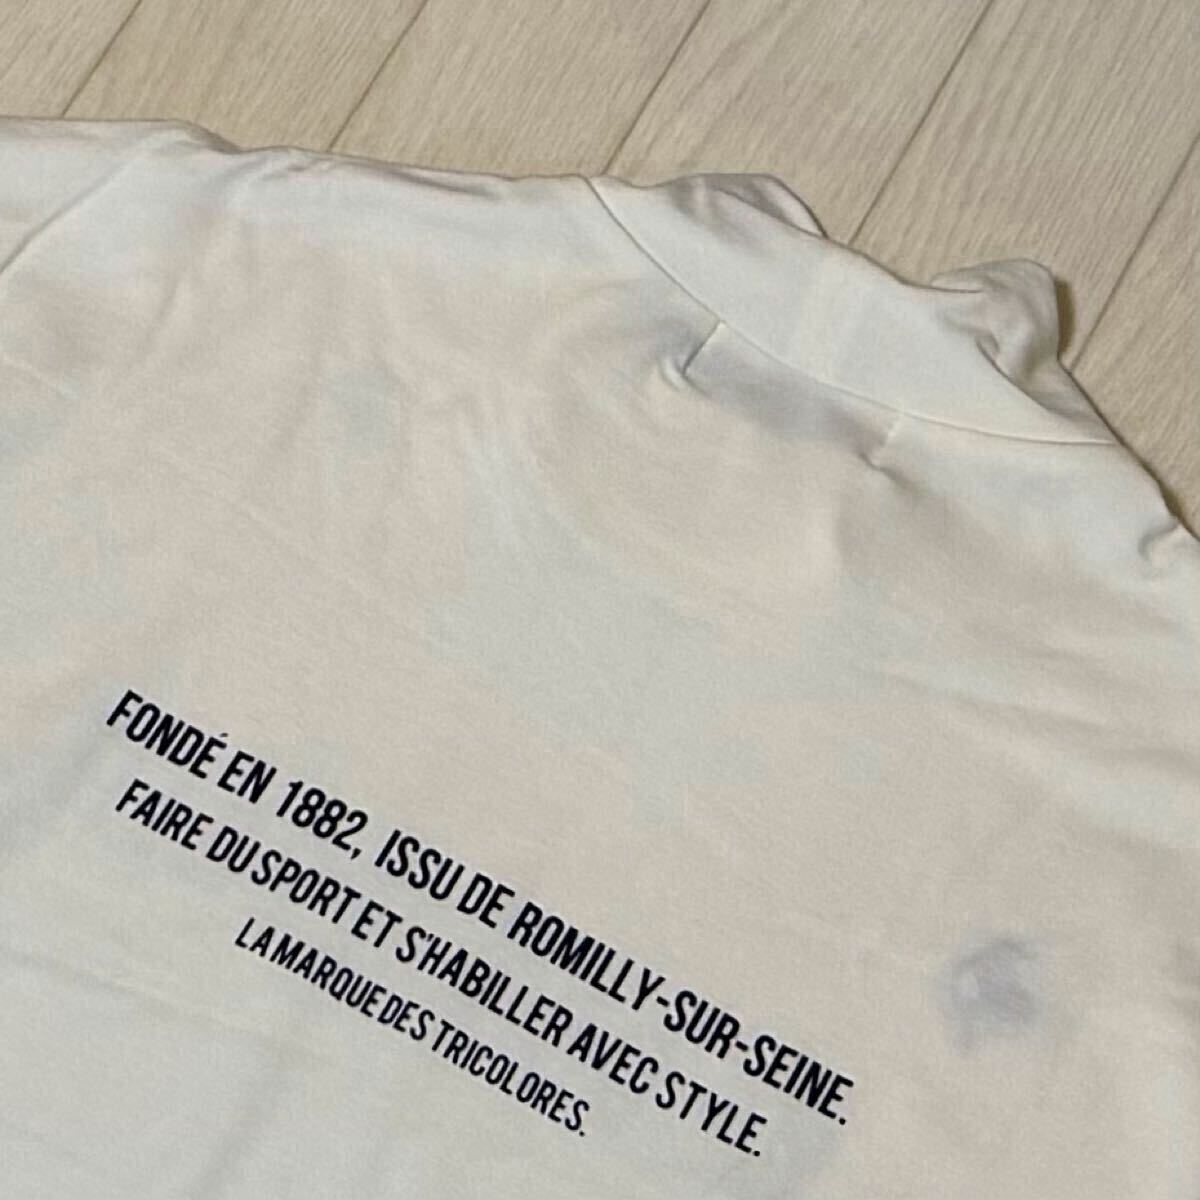 FONDÉ EN 1882, ISSU DE ROMILLY-SUR-SEINE.
FAIRE DU SPORT ET S'HABILLER AVEC STYLE.
LA MARQUE DES TRICOLORES.